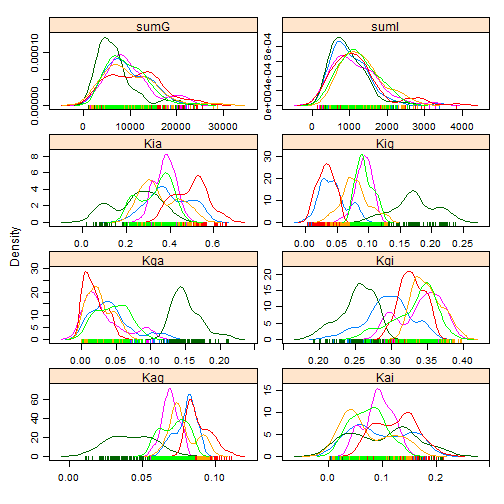 sumG
sumI
0.00000 0.00010
0e+00 4e-04 8e-04
0 10000 20000 30000
0 1000 2000 3000 4000
Kia
Kig
0 2 4 6 8
0 10 20 30
0.0 0.2 0.4 0.6
0.00 0.05 0.10 0.15 0.20 0.25
Density
Kga
Kgi
0 5 10 20 30
0 5 10 15 20
0.00 0.05 0.10 0.15 0.20
0.20 0.25 0.30 0.35 0.40
Kag
Kai
0 20 40 60
0 5 10 15
0.00 0.05 0.10
0.0 0.1 0.2